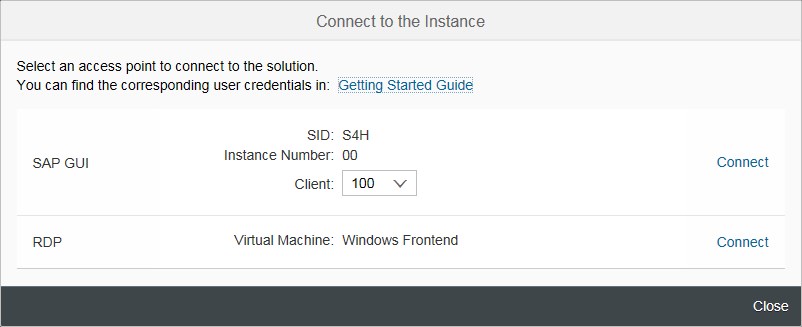 Connect to the Instance
Select an access point to connect to the solution.
You can find the corresponding user credentials in: Getting Started Guide
SAP GUI
SID: S4H
Instance Number: 00
Client: 100
Connect
RDP
Virtual Machine: Windows Frontend
Connect
Close